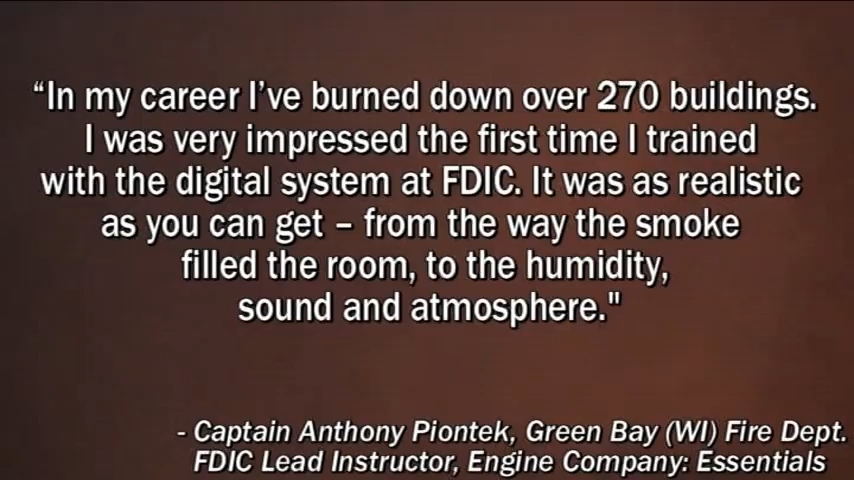 “In my career I’ve burned down over 270 buildings.
I was very impressed the first time I trained
with the digital system at FDIC. It was as realistic
as you can get – from the way the smoke
filled the room, to the humidity,
sound and atmosphere."
- Captain Anthony Piontek, Green Bay (WI) Fire Dept.
FDIC Lead Instructor, Engine Company: Essentials